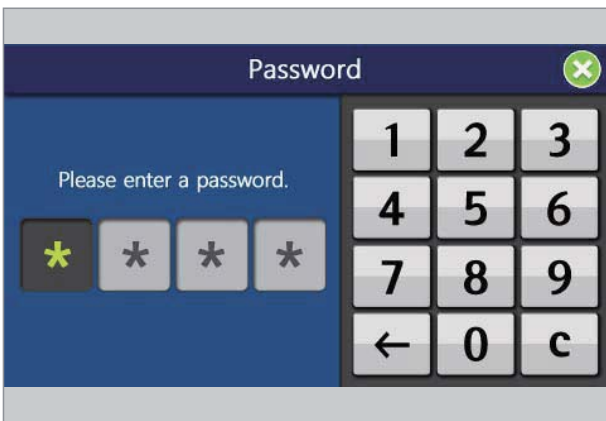 Password
Please enter a password.
* * * *
1 2 3
4 5 6
7 8 9
← 0 C